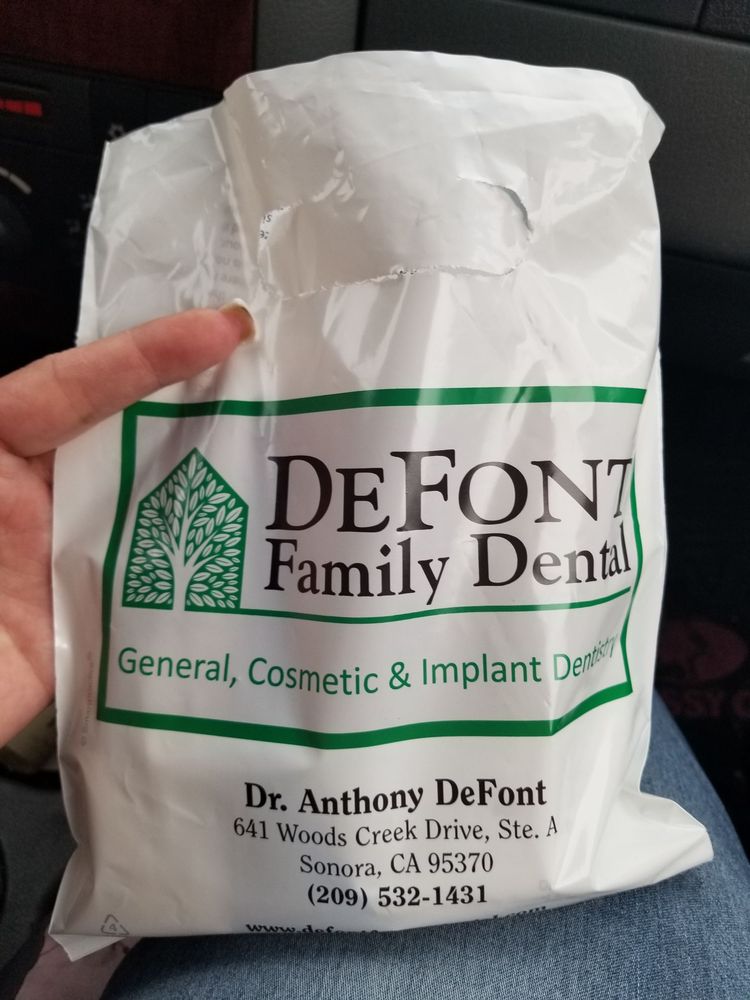 DEFONT
Family Dental
General, Cosmetic & Implant Dentistry
Dr. Anthony DeFont
641 Woods Creek Drive, Ste. A
Sonora, CA 95370
(209) 532-1431
4